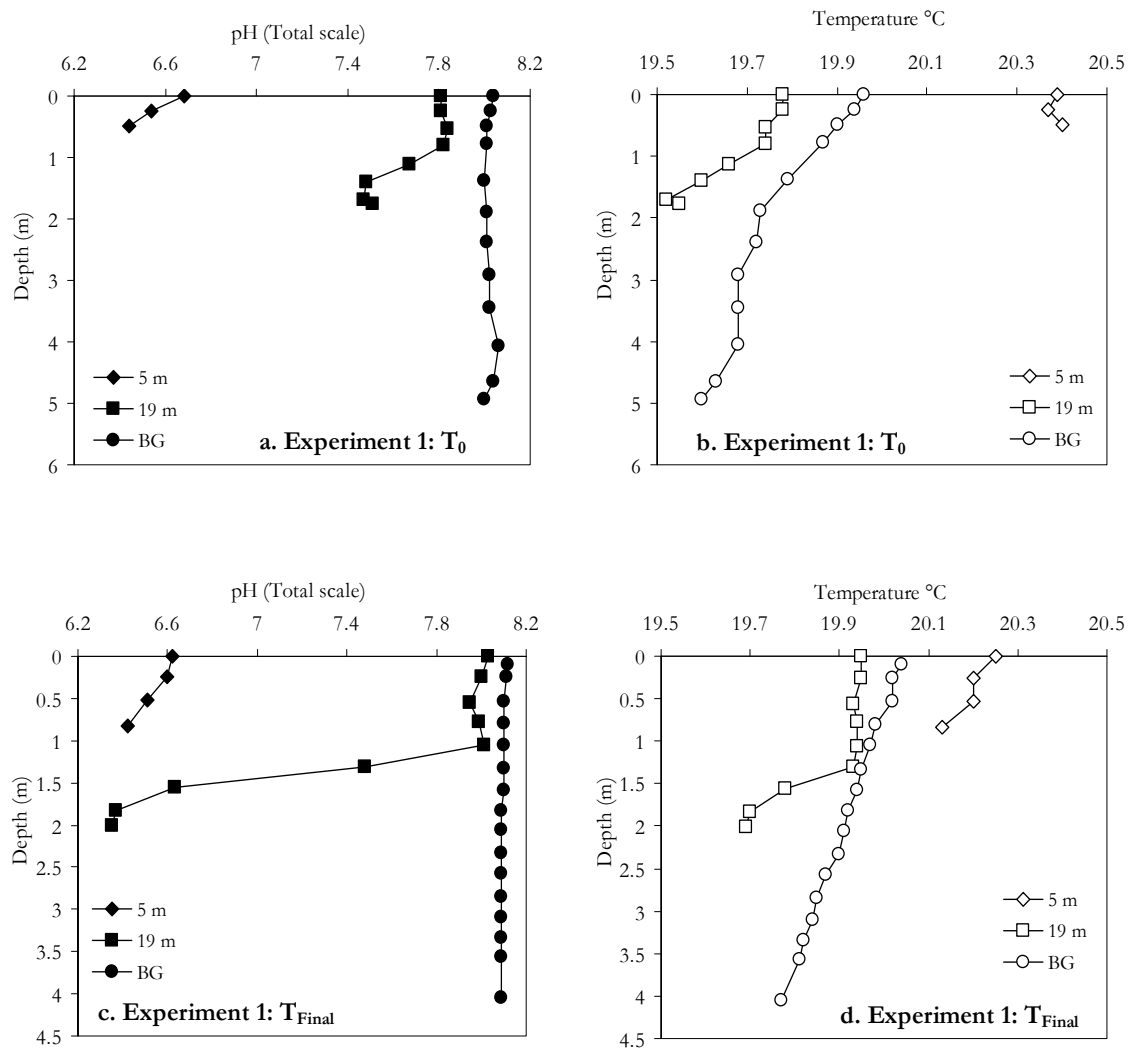 pH (Total scale)
6.2 6.6 7 7.4 7.8 8.2
0
1
2
3
4
5
6
Depth (m)
5 m
19 m
BG
a. Experiment 1: T0
Temperature °C
19.5 19.7 19.9 20.1 20.3 20.5
0
1
2
3
4
5
6
Depth (m)
5 m
19 m
BG
b. Experiment 1: T0
pH (Total scale)
6.2 6.6 7 7.4 7.8 8.2
0
0.5
1
1.5
2
2.5
3
3.5
4
4.5
Depth (m)
5 m
19 m
BG
c. Experiment 1: TFinal
Temperature °C
19.5 19.7 19.9 20.1 20.3 20.5
0
0.5
1
1.5
2
2.5
3
3.5
4
4.5
Depth (m)
5 m
19 m
BG
d. Experiment 1: TFinal